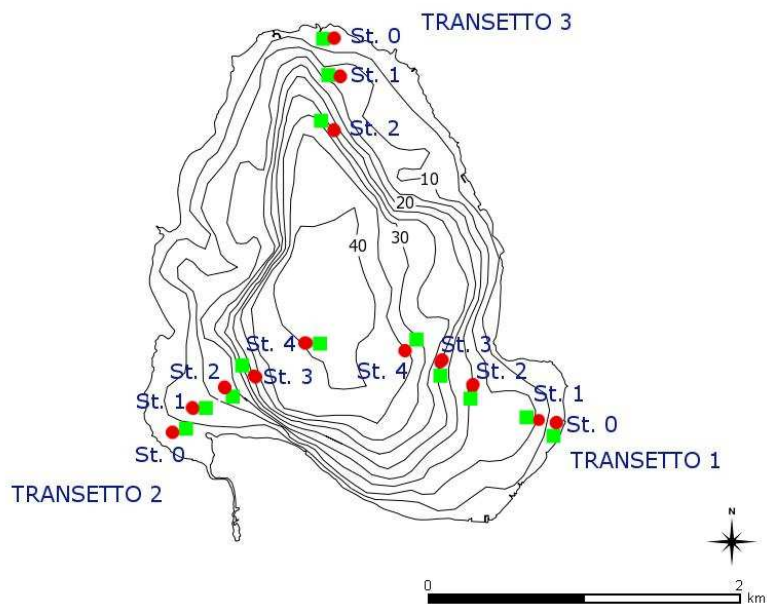 TRANSETTO 3
St. 0
St. 1
St. 2
10
20
30
40
St. 4
St. 3
St. 4
St. 3
St. 2
St. 2
St. 1
St. 1
St. 0
St. 0
TRANSETTO 1
TRANSETTO 2
N
0
2
km